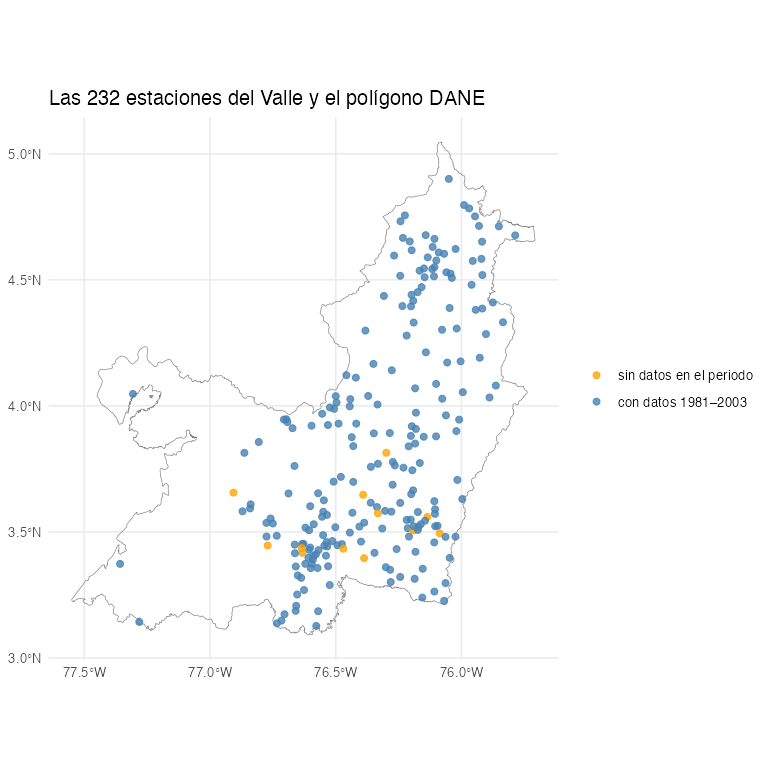 Las 232 estaciones del Valle y el polígono DANE
5.0°N
4.5°N
4.0°N
3.5°N
3.0°N
77.5°W
77.0°W
76.5°W
76.0°W
sin datos en el periodo
con datos 1981–2003